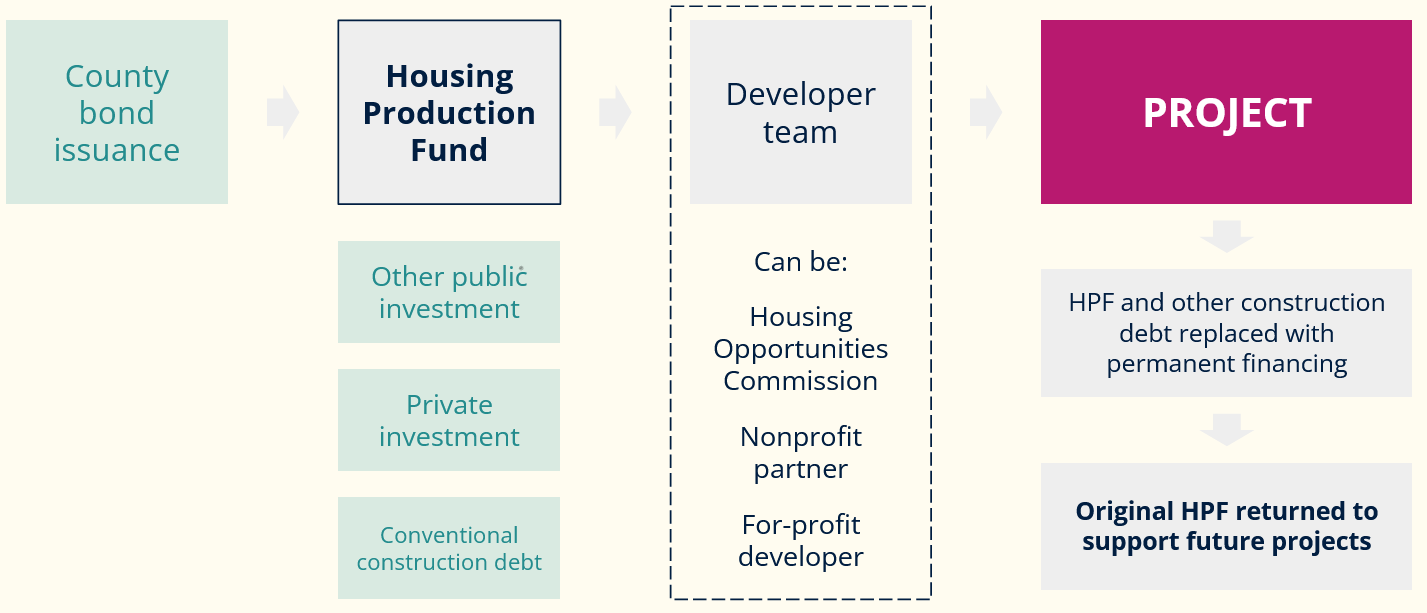 County
bond
issuance
Housing
Production
Fund
Other public
investment
Private
investment
Conventional
construction debt
Developer
team
Can be:
Housing
Opportunities
Commission
Nonprofit
partner
For-profit
developer
PROJECT
HPF and other construction
debt replaced with
permanent financing
Original HPF returned to
support future projects